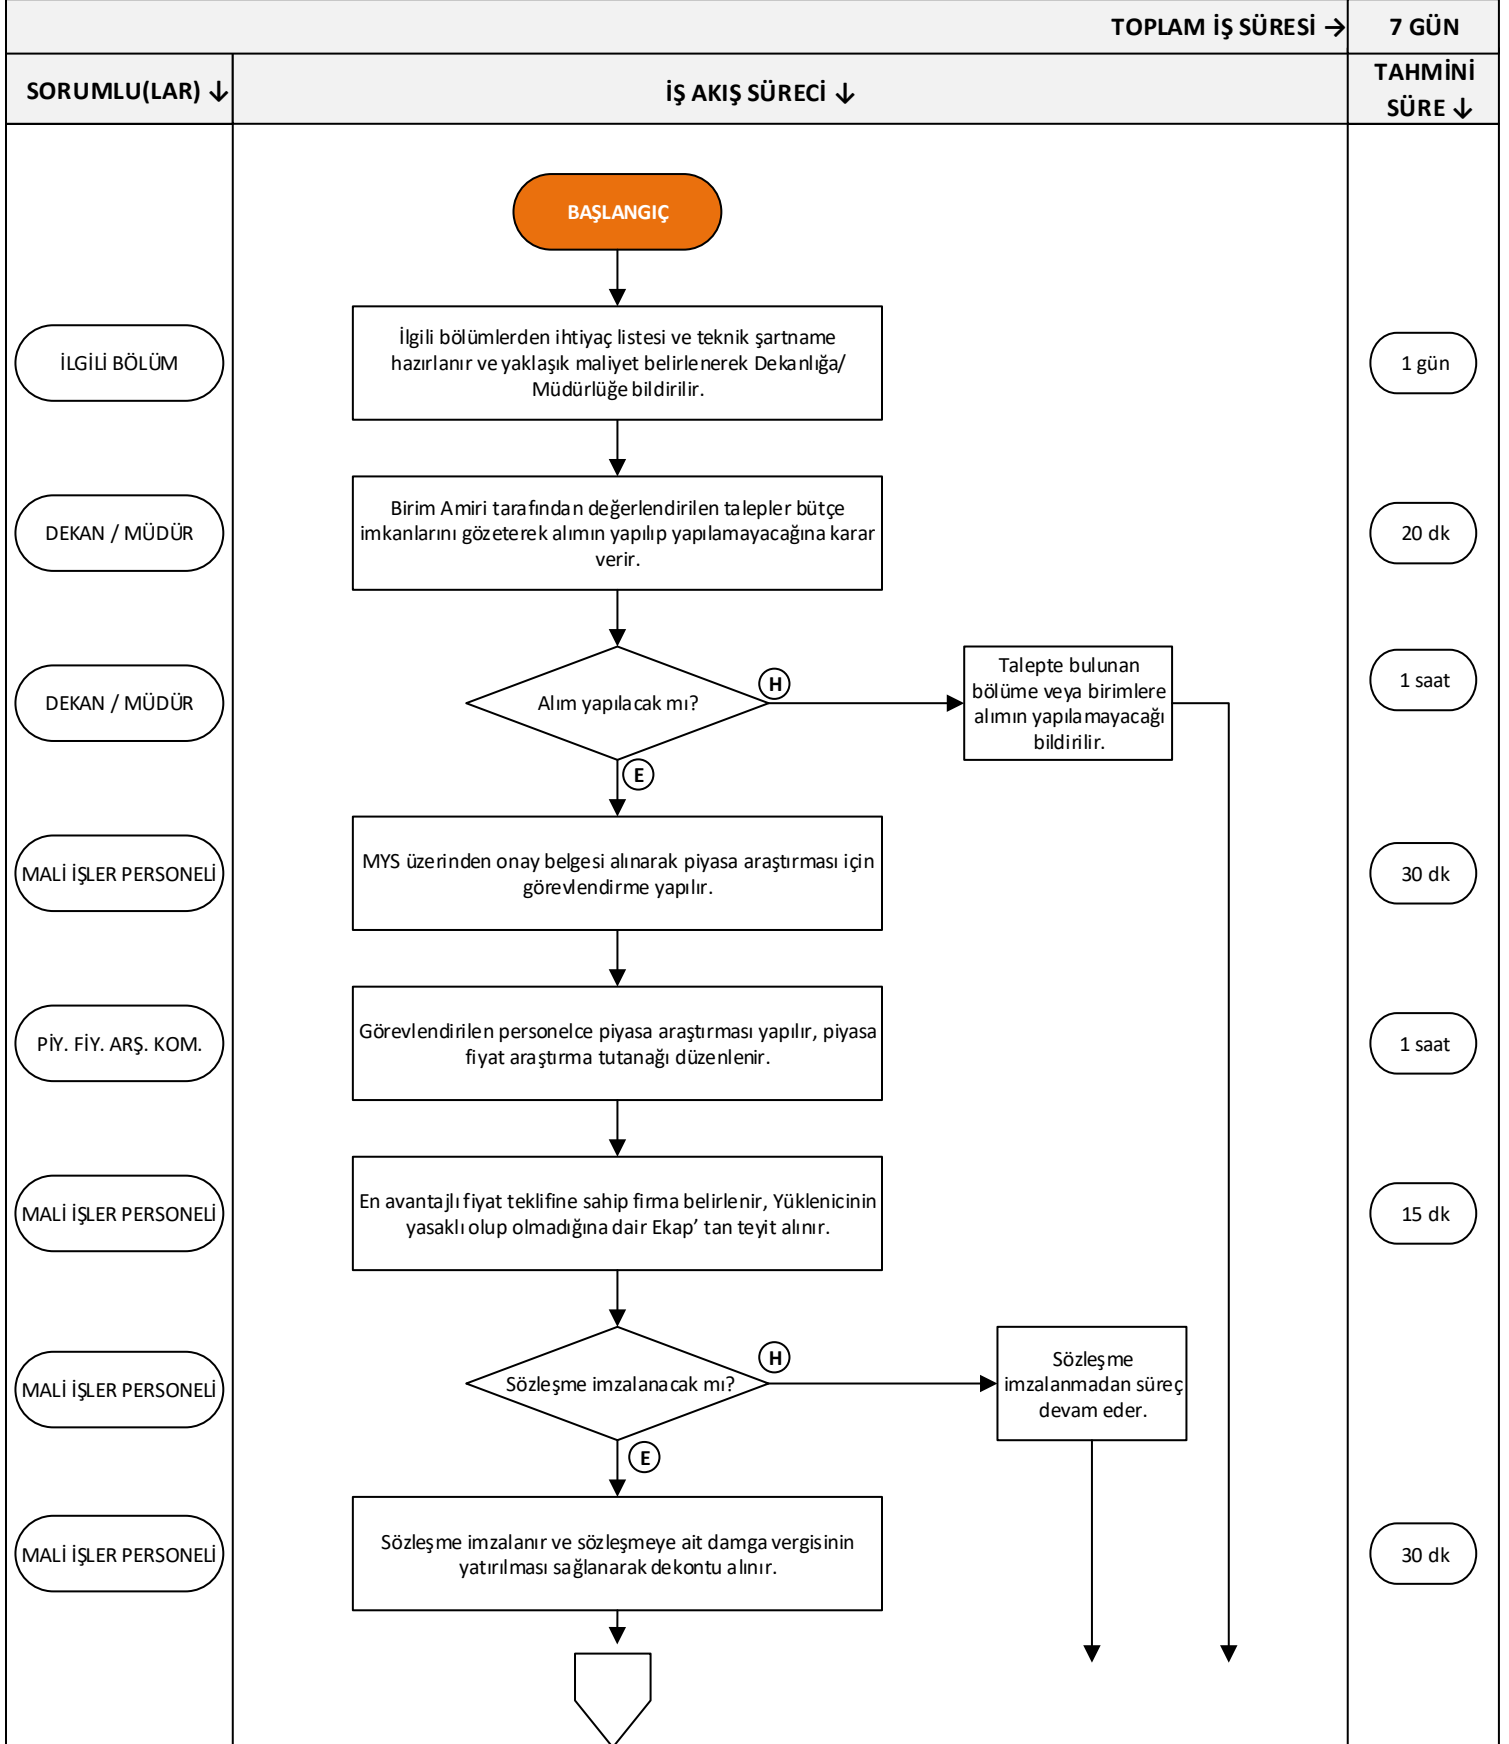 TOPLAM İŞ SÜRESİ → 7 GÜN
SORUMLU(LAR) ↓
İŞ AKIŞ SÜRECİ ↓
TAHMİNİ
SÜRE ↓
BAŞLANGIÇ
İLGİLİ BÖLÜM
İlgili bölümlerden ihtiyaç listesi ve teknik şartname
hazırlanır ve yaklaşık maliyet belirlenerek Dekanlığa/
Müdürlüğe bildirilir.
1 gün
DEKAN / MÜDÜR
Birim Amiri tarafından değerlendirilen talepler bütçe
imkanlarını gözeterek alımın yapılıp yapılamayacağına karar
verir.
20 dk
DEKAN / MÜDÜR
Alım yapılacak mı?
H
E
Talepte bulunan
bölüme veya birimlere
alımın yapılamayacağı
bildirilir.
1 saat
MALİ İŞLER PERSONELİ
MYS üzerinden onay belgesi alınarak piyasa araştırması için
görevlendirme yapılır.
30 dk
PİY. FİY. ARŞ. KOM.
Görevlendirilen personelce piyasa araştırması yapılır, piyasa
fiyat araştırma tutanağı düzenlenir.
1 saat
MALİ İŞLER PERSONELİ
En avantajlı fiyat teklifine sahip firma belirlenir, Yüklenicinin
yasaklı olup olmadığına dair Ekap’ tan teyit alınır.
15 dk
MALİ İŞLER PERSONELİ
Sözleşme imzalanacak mı?
H
E
Sözleşme
imzalanmadan süreç
devam eder.
MALİ İŞLER PERSONELİ
Sözleşme imzalanır ve sözleşmeye ait damga vergisinin
yatırılması sağlanarak dekontu alınır.
30 dk